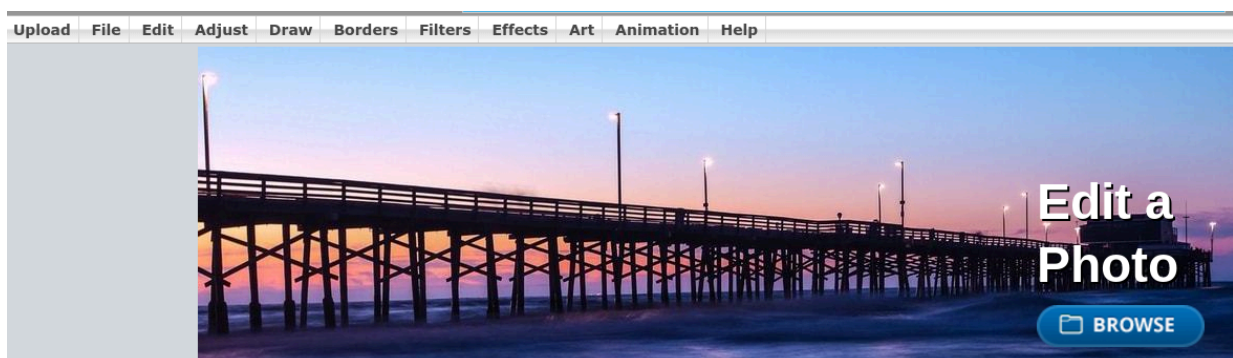 Upload File Edit Adjust Draw Borders Filters Effects Art Animation Help
Edit a
Photo
BROWSE